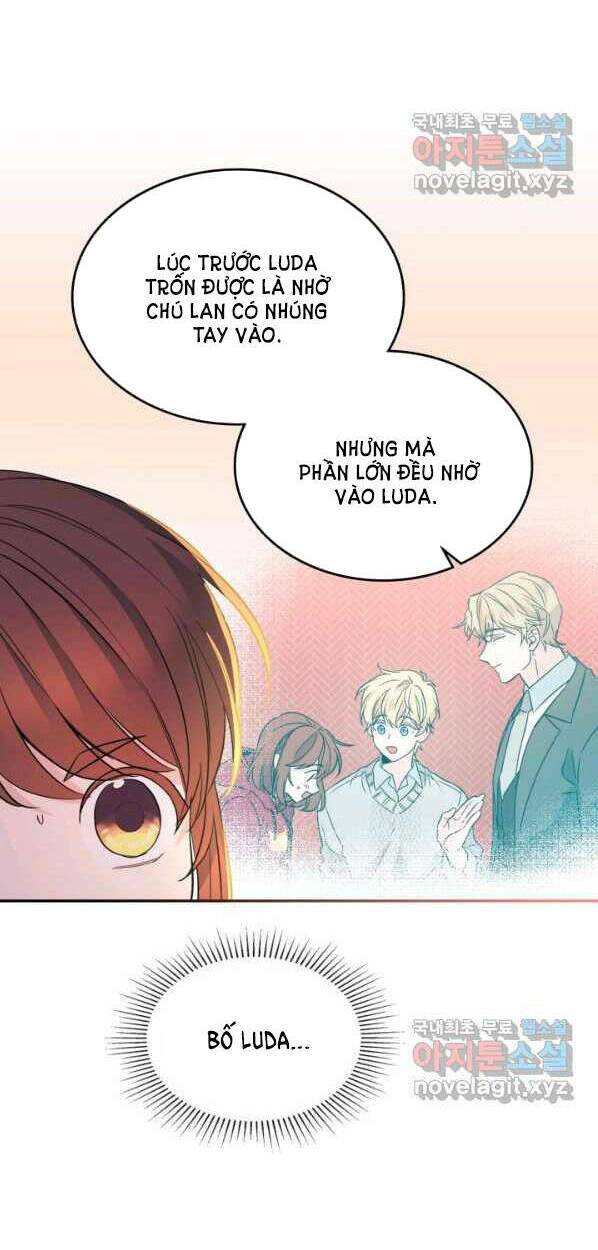 국내최초 무료 웹소설
아지툰소설
novelagit.xyz
LÚC TRƯỚC LUDA
TRỐN ĐƯỢC LÀ NHỜ
CHÚ LAN CÓ NHÚNG
TAY VÀO.
NHƯNG MÀ
PHẦN LỚN ĐỀU NHỜ
VÀO LUDA.
BỐ LUDA...
국내최초 무료 웹소설
아지툰소설
novelagit.xyz